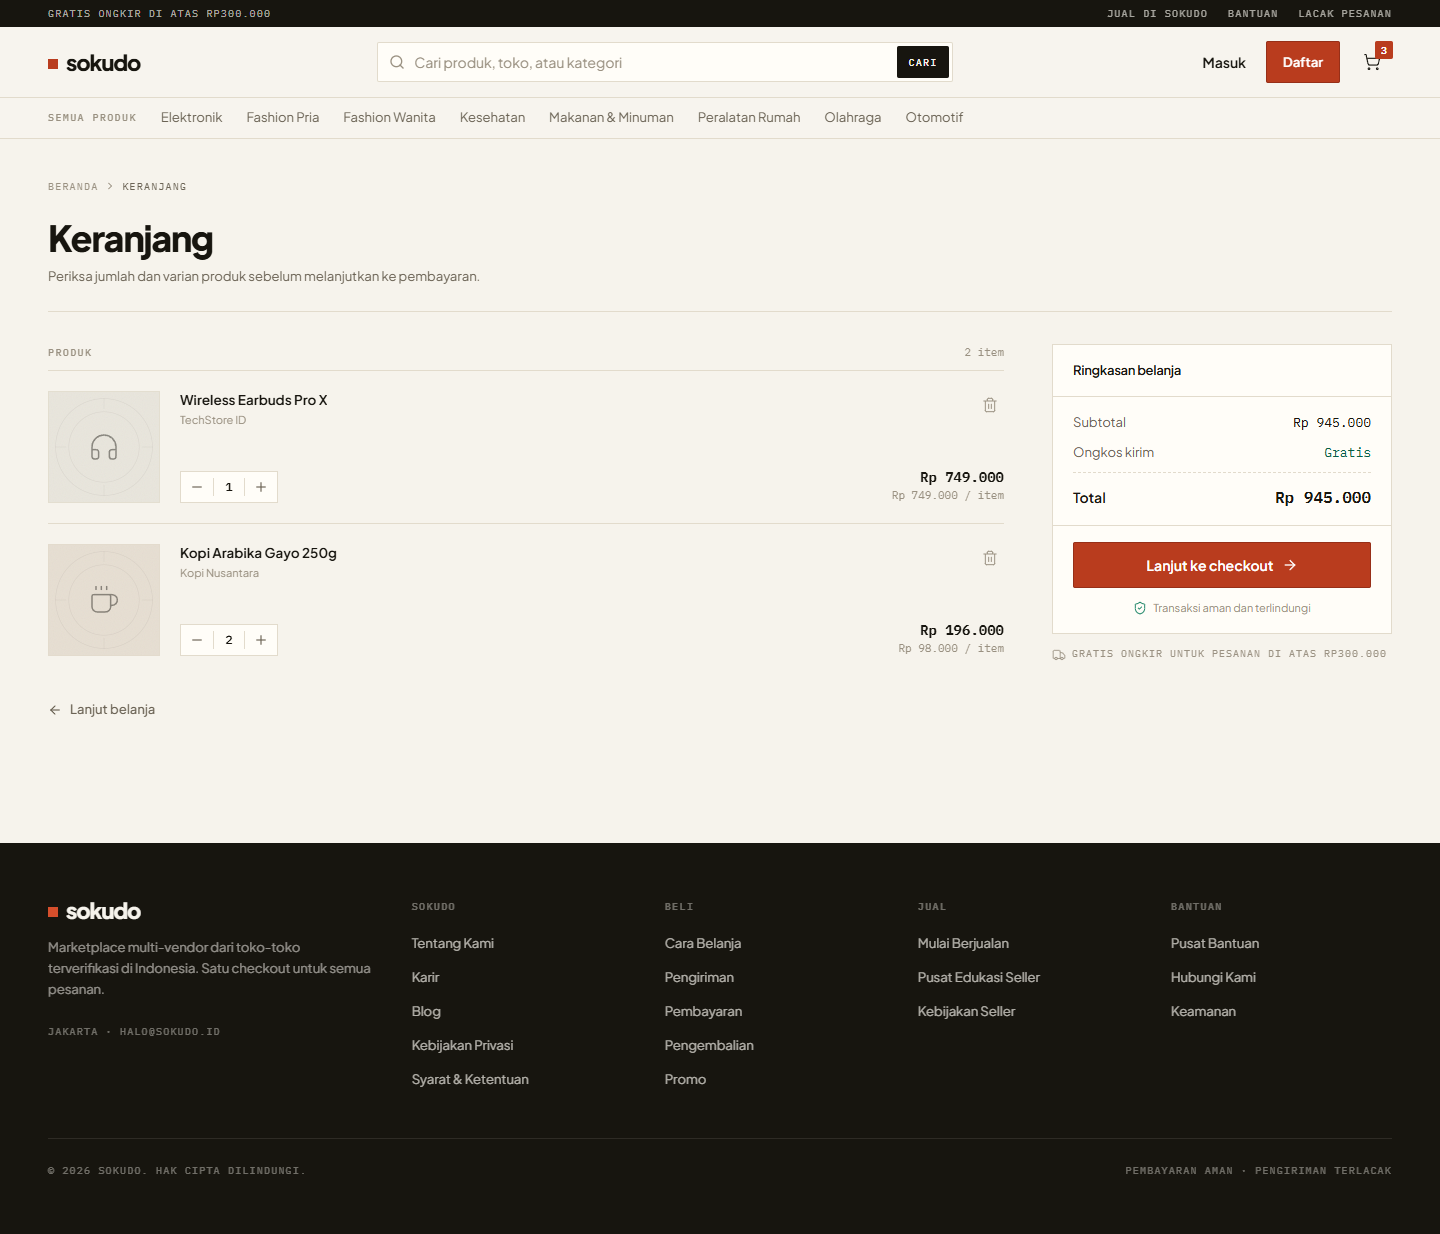 GRATIS ONGKIR DI ATAS RP300.000
JUAL DI SOKUDO
BANTUAN
LACAK PESANAN
sokudo
Cari produk, toko, atau kategori
CARI
Masuk
Daftar
3
SEMUA PRODUK
Elektronik
Fashion Pria
Fashion Wanita
Kesehatan
Makanan & Minuman
Peralatan Rumah
Olahraga
Otomotif
BERANDA
KERANJANG
Keranjang
Periksa jumlah dan varian produk sebelum melanjutkan ke pembayaran.
PRODUK
2 item
Wireless Earbuds Pro X
TechStore ID
1
Rp 749.000
Rp 749.000 / item
Kopi Arabika Gayo 250g
Kopi Nusantara
2
Rp 196.000
Rp 98.000 / item
Lanjut belanja
Ringkasan belanja
Subtotal
Rp 945.000
Ongkos kirim
Gratis
Total
Rp 945.000
Lanjut ke checkout
Transaksi aman dan terlindungi
GRATIS ONGKIR UNTUK PESANAN DI ATAS RP300.000
sokudo
Marketplace multi-vendor dari toko-toko
terverifikasi di Indonesia. Satu checkout untuk semua
pesanan.
JAKARTA · HALO@SOKUDO.ID
SOKUDO
Tentang Kami
Karir
Blog
Kebijakan Privasi
Syarat & Ketentuan
BELI
Cara Belanja
Pengiriman
Pembayaran
Pengembalian
Promo
JUAL
Mulai Berjualan
Pusat Edukasi Seller
Kebijakan Seller
BANTUAN
Pusat Bantuan
Hubungi Kami
Keamanan
© 2026 SOKUDO. HAK CIPTA DILINDUNGI.
PEMBAYARAN AMAN · PENGIRIMAN TERLACAK